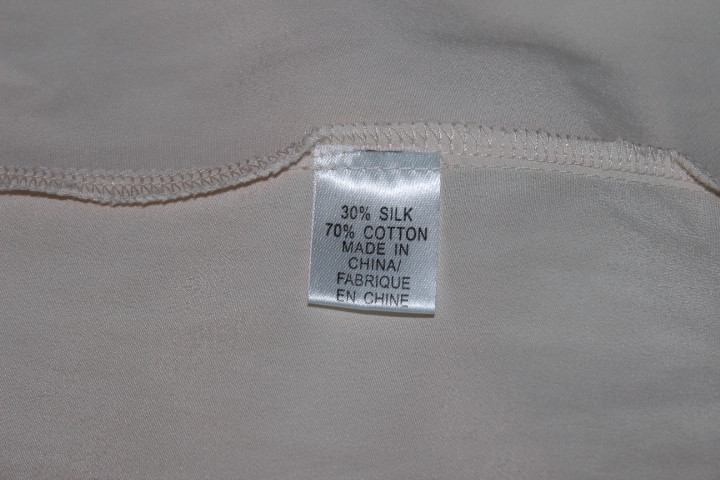 30% SILK
70% COTTON
MADE IN
CHINA/
FABRIQUE
EN CHINE